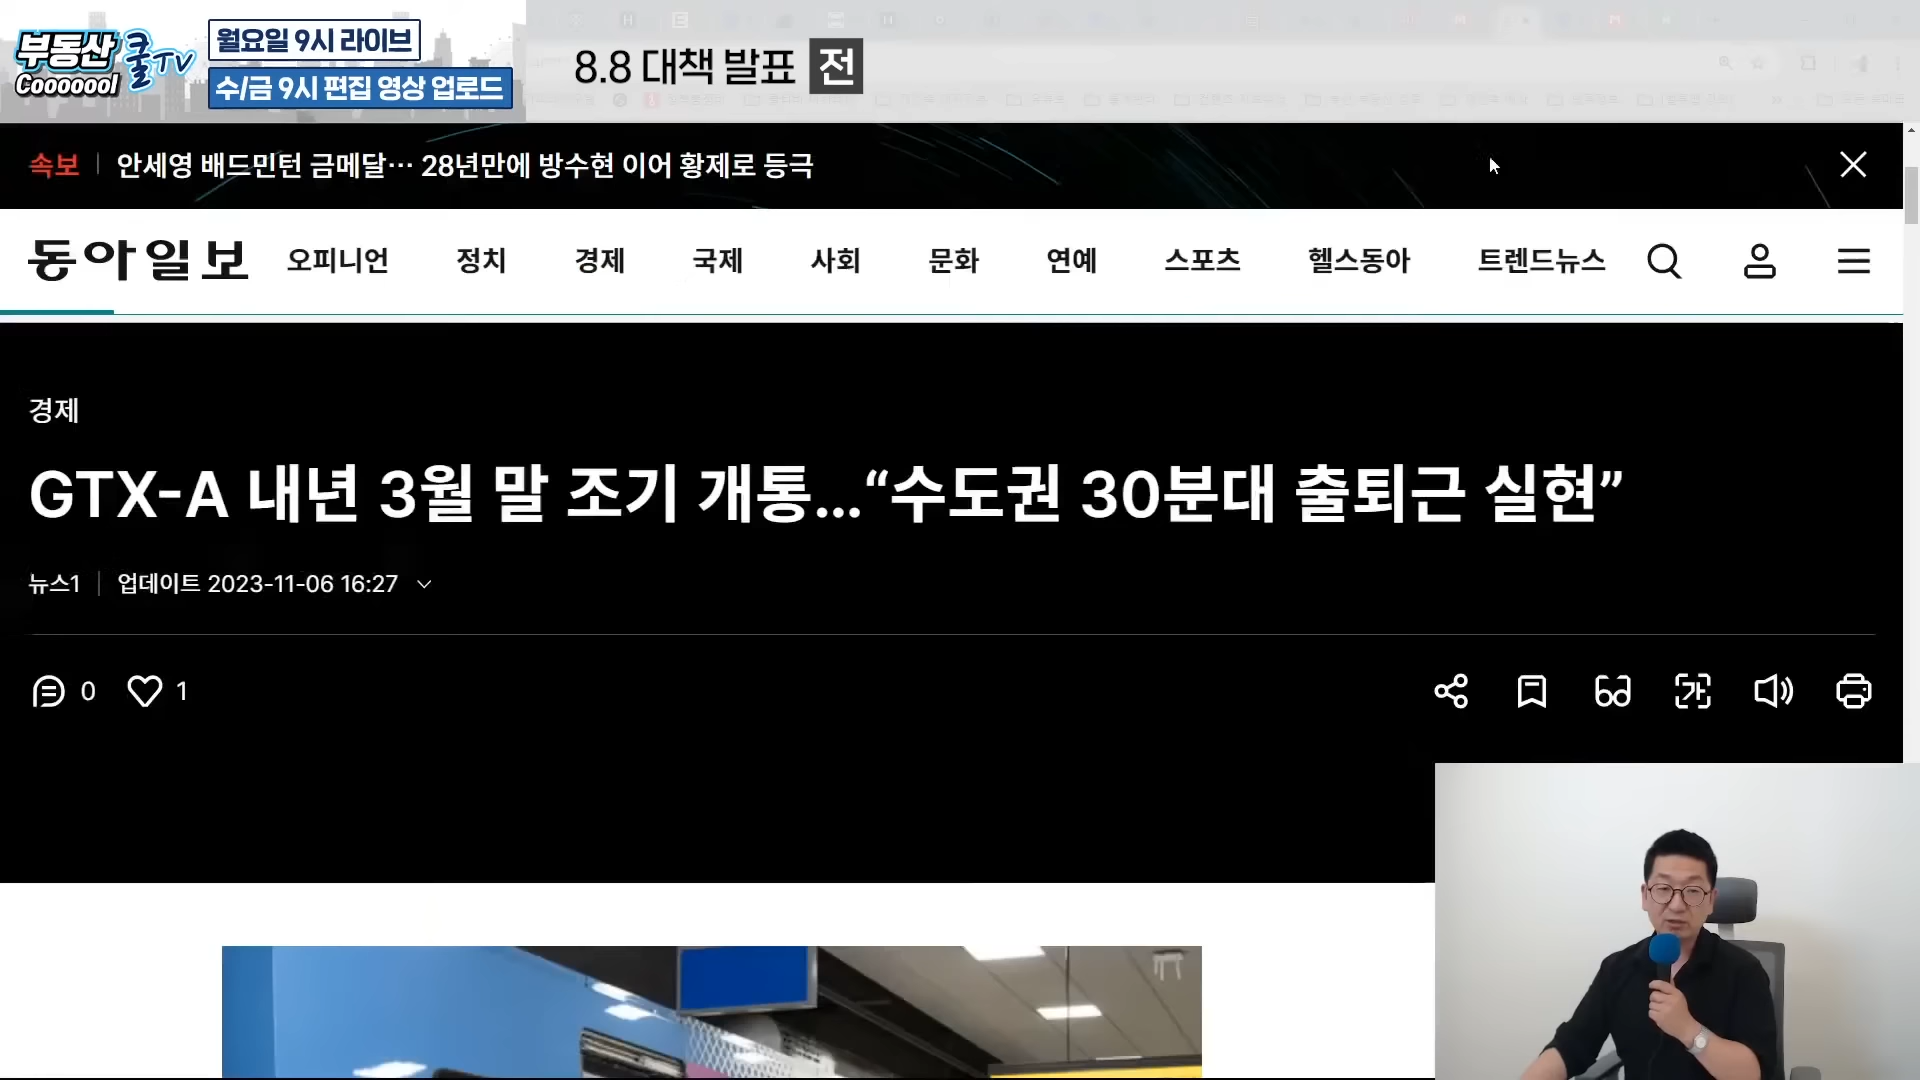 부동산
Cooooool
쿨TV
월요일 9시 라이브
수/금 9시 편집 영상 업로드
8.8 대책 발표 전
속보 | 안세영 배드민턴 금메달… 28년만에 방수현 이어 황제로 등극
동아일보 오피니언 정치 경제 국제 사회 문화 연예 스포츠 헬스동아 트렌드뉴스
경제
GTX-A 내년 3월 말 조기 개통…“수도권 30분대 출퇴근 실현”
뉴스1 | 업데이트 2023-11-06 16:27
0 1
가